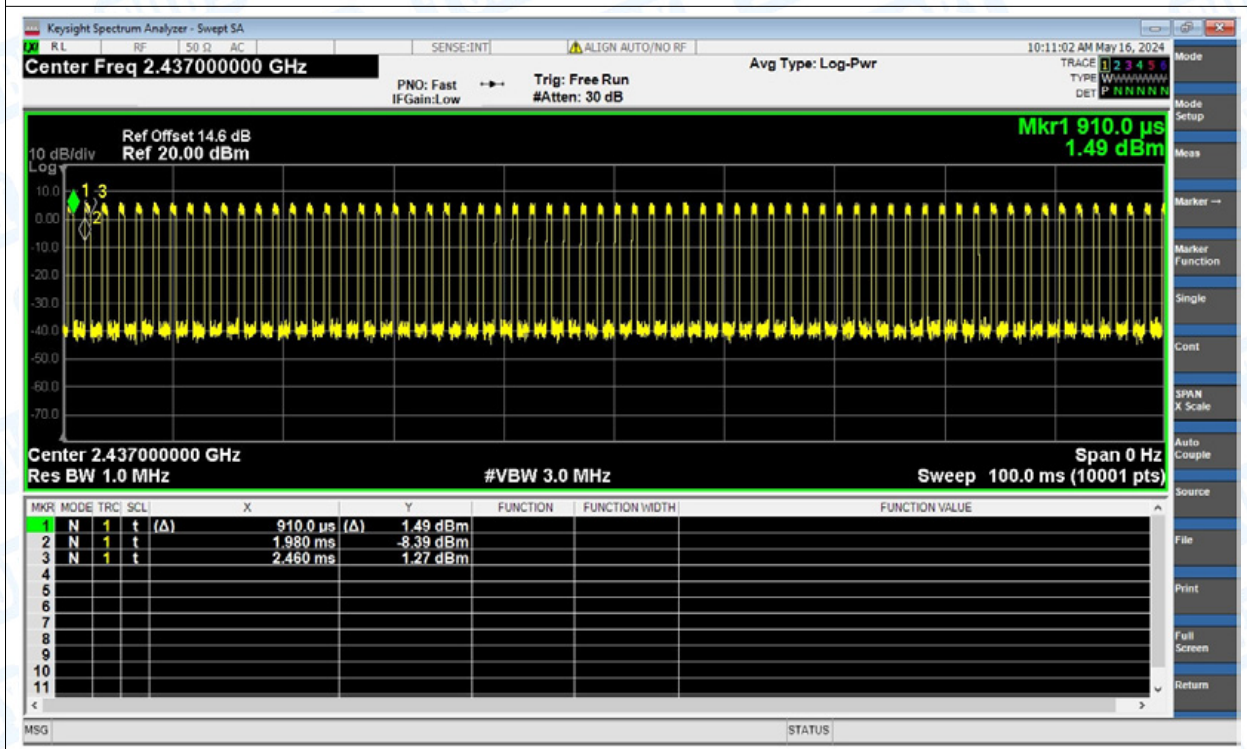 Keysight Spectrum Analyzer - Swept SA
RL RF 50 Ω AC SENSE:INT ALIGN AUTO/NO RF 10:11:02 AM May 16, 2024
Center Freq 2.437000000 GHz
PNO: Fast
IFGain:Low
Trig: Free Run
#Atten: 30 dB
Avg Type: Log-Pwr
TRACE 1 2 3 4 5 6
TYPE WWWWWW
DET P N N N N N
Ref Offset 14.6 dB
10 dB/div Ref 20.00 dBm
Log
Mkr1 910.0 µs
1.49 dBm
10.0
0.00
-10.0
-20.0
-30.0
-40.0
-50.0
-60.0
-70.0
1 3
2
Center 2.437000000 GHz Span 0 Hz
Res BW 1.0 MHz #VBW 3.0 MHz Sweep 100.0 ms (10001 pts)
MKR MODE TRC SCL X Y FUNCTION FUNCTION WIDTH FUNCTION VALUE
1 N 1 t (Δ) 910.0 µs (Δ) 1.49 dBm
2 N 1 t 1.980 ms -8.39 dBm
3 N 1 t 2.460 ms 1.27 dBm
4
5
6
7
8
9
10
11
MSG STATUS
Mode
Mode
Setup
Meas
Marker →
Marker
Function
Single
Cont
SPAN
X Scale
Auto
Couple
Source
File
Print
Full
Screen
Return